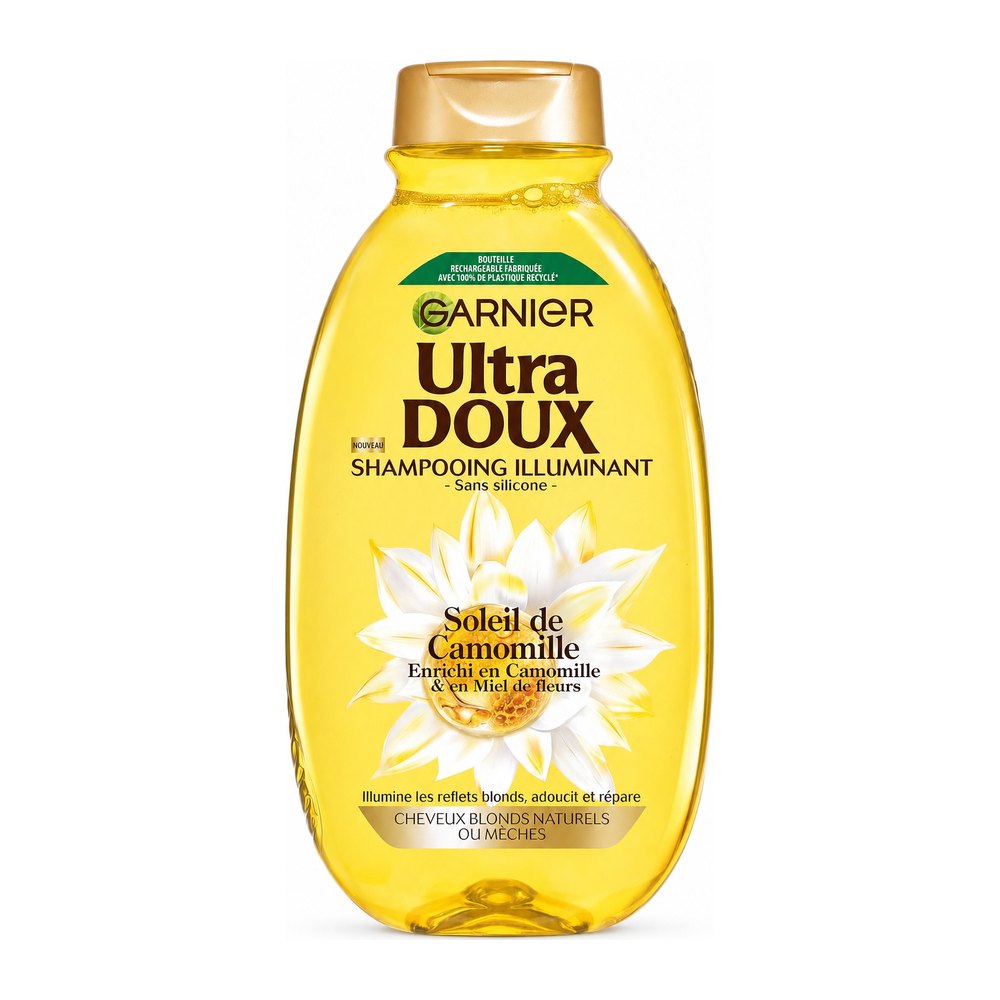 BOUTEILLE
RECHARGEABLE FABRIQUÉE
AVEC 100% DE PLASTIQUE RECYCLÉ*
GARNIER
Ultra
DOUX
NOUVEAU
SHAMPOOING ILLUMINANT
- Sans silicone -
Soleil de
Camomille
Enrichi en Camomille
& en Miel de fleurs
Illumine les reflets blonds, adoucit et répare
CHEVEUX BLONDS NATURELS
OU MÈCHES